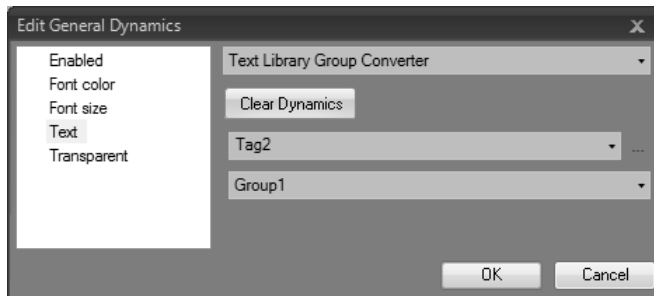 Edit General Dynamics X
Enabled
Font color
Font size
Text
Transparent
Text Library Group Converter
Clear Dynamics
Tag2 ...
Group1
OK Cancel